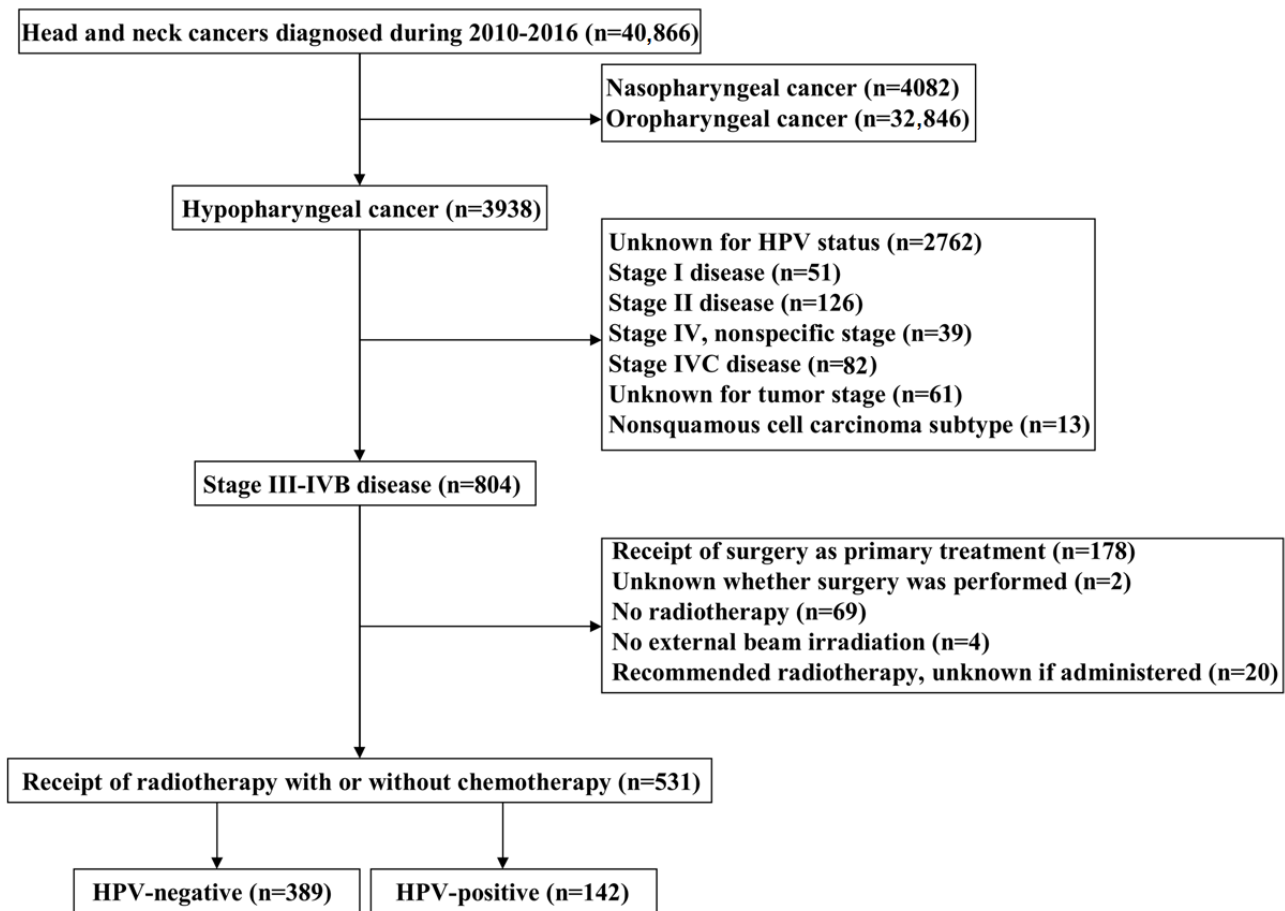 Head and neck cancers diagnosed during 2010-2016 (n=40,866)
Nasopharyngeal cancer (n=4082)
Oropharyngeal cancer (n=32,846)
Hypopharyngeal cancer (n=3938)
Unknown for HPV status (n=2762)
Stage I disease (n=51)
Stage II disease (n=126)
Stage IV, nonspecific stage (n=39)
Stage IVC disease (n=82)
Unknown for tumor stage (n=61)
Nonsquamous cell carcinoma subtype (n=13)
Stage III-IVB disease (n=804)
Receipt of surgery as primary treatment (n=178)
Unknown whether surgery was performed (n=2)
No radiotherapy (n=69)
No external beam irradiation (n=4)
Recommended radiotherapy, unknown if administered (n=20)
Receipt of radiotherapy with or without chemotherapy (n=531)
HPV-negative (n=389)
HPV-positive (n=142)